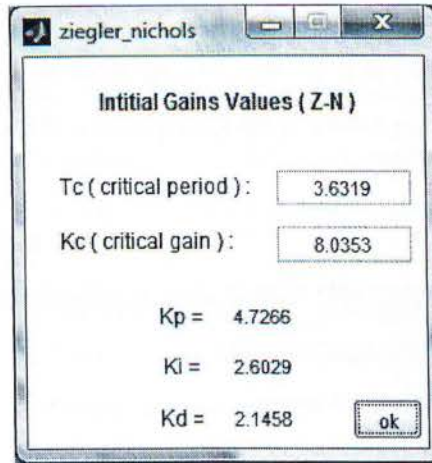 ziegler_nichols
Intitial Gains Values ( Z-N )
Tc ( critical period ) : 3.6319
Kc ( critical gain ) : 8.0353
Kp = 4.7266
Ki = 2.6029
Kd = 2.1458
ok